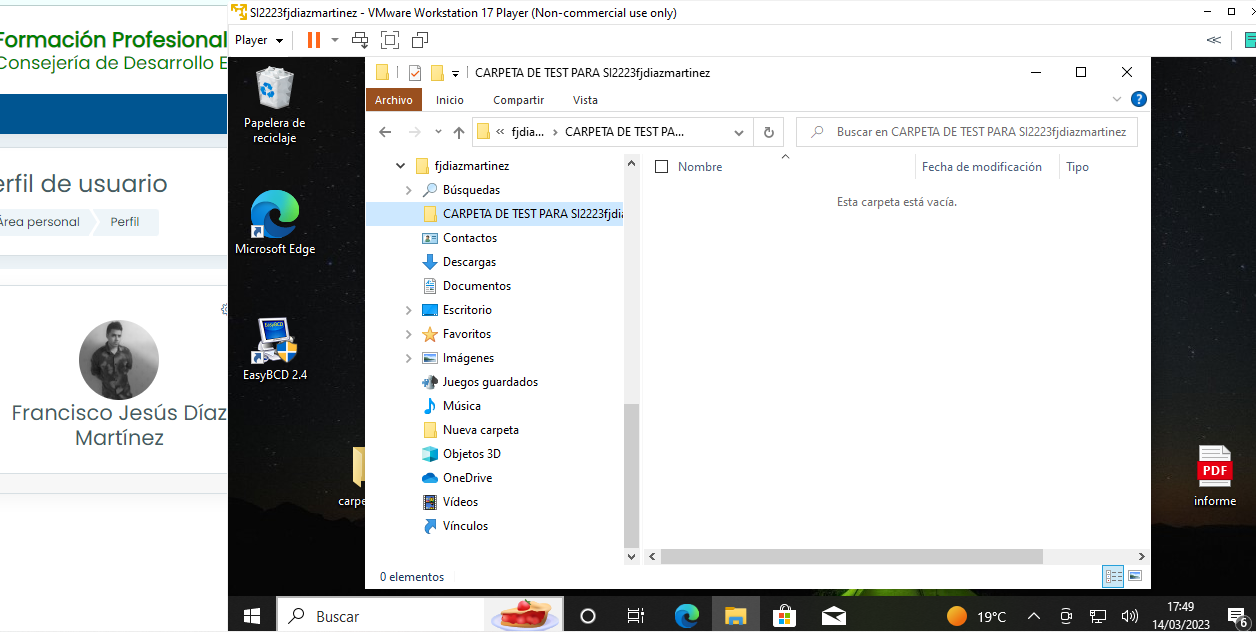 SI2223fjdiazmartinez - VMware Workstation 17 Player (Non-commercial use only)
Player
Formación Profesional
Consejería de Desarrollo E
erfil de usuario
Área personal
Perfil
Francisco Jesús Díaz
Martínez
Papelera de
reciclaje
Microsoft Edge
EasyBCD 2.4
carpe
CARPETA DE TEST PARA SI2223fjdiazmartinez
Archivo
Inicio
Compartir
Vista
« fjdia... › CARPETA DE TEST PA...
Buscar en CARPETA DE TEST PARA SI2223fjdiazmartinez
fjdiazmartinez
Búsquedas
CARPETA DE TEST PARA SI2223fjdia
Contactos
Descargas
Documentos
Escritorio
Favoritos
Imágenes
Juegos guardados
Música
Nueva carpeta
Objetos 3D
OneDrive
Vídeos
Vínculos
Nombre
Fecha de modificación
Tipo
Esta carpeta está vacía.
0 elementos
PDF
informe
Buscar
19°C
17:49
14/03/2023
6